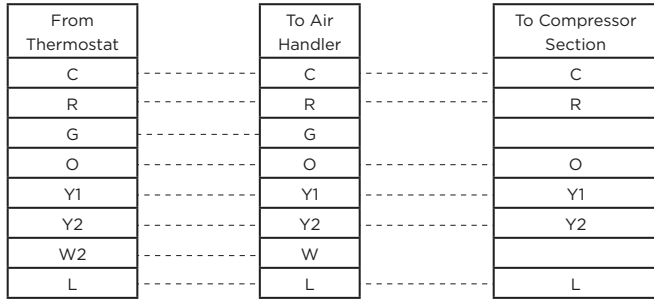 From Thermostat
To Air Handler
To Compressor Section
C C C
R R R
G G
O O O
Y1 Y1 Y1
Y2 Y2 Y2
W2 W
L L L